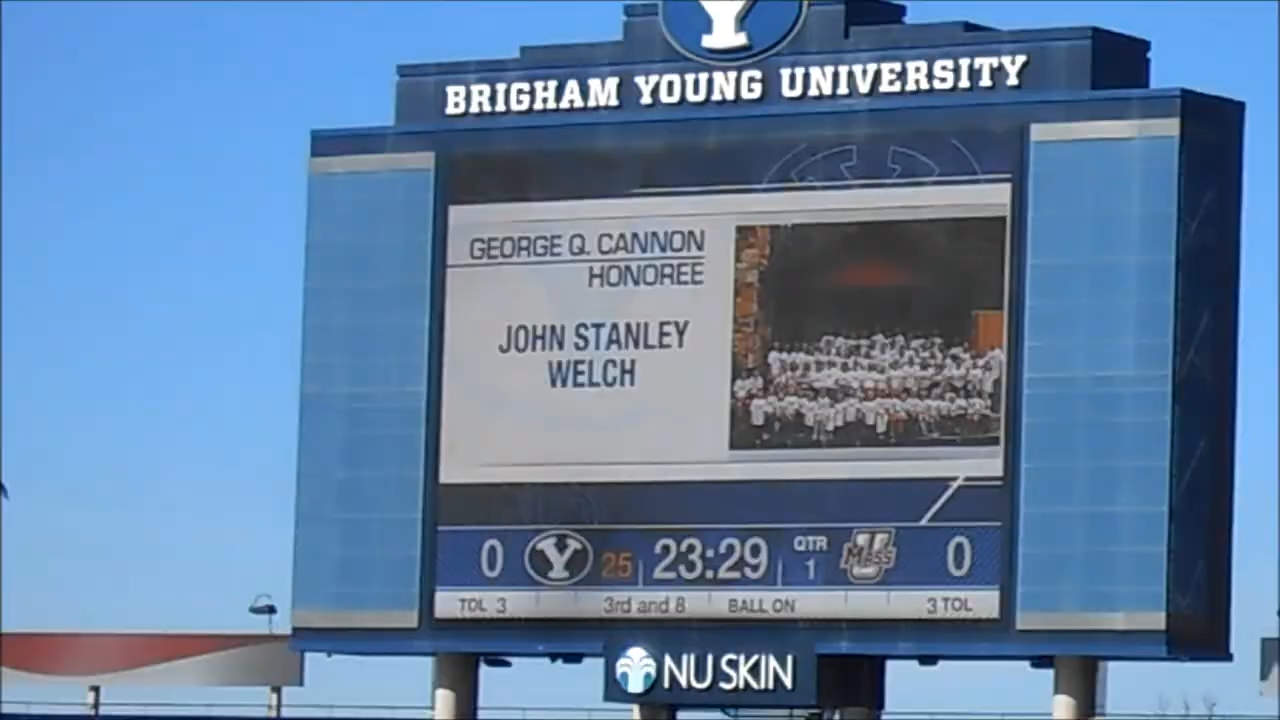 Y
BRIGHAM YOUNG UNIVERSITY
GEORGE Q. CANNON
HONOREE
JOHN STANLEY
WELCH
0 Y 25 23:29 QTR 1 U Mass 0
TOL 3 3rd and 8 BALL ON 3 TOL
NU SKIN